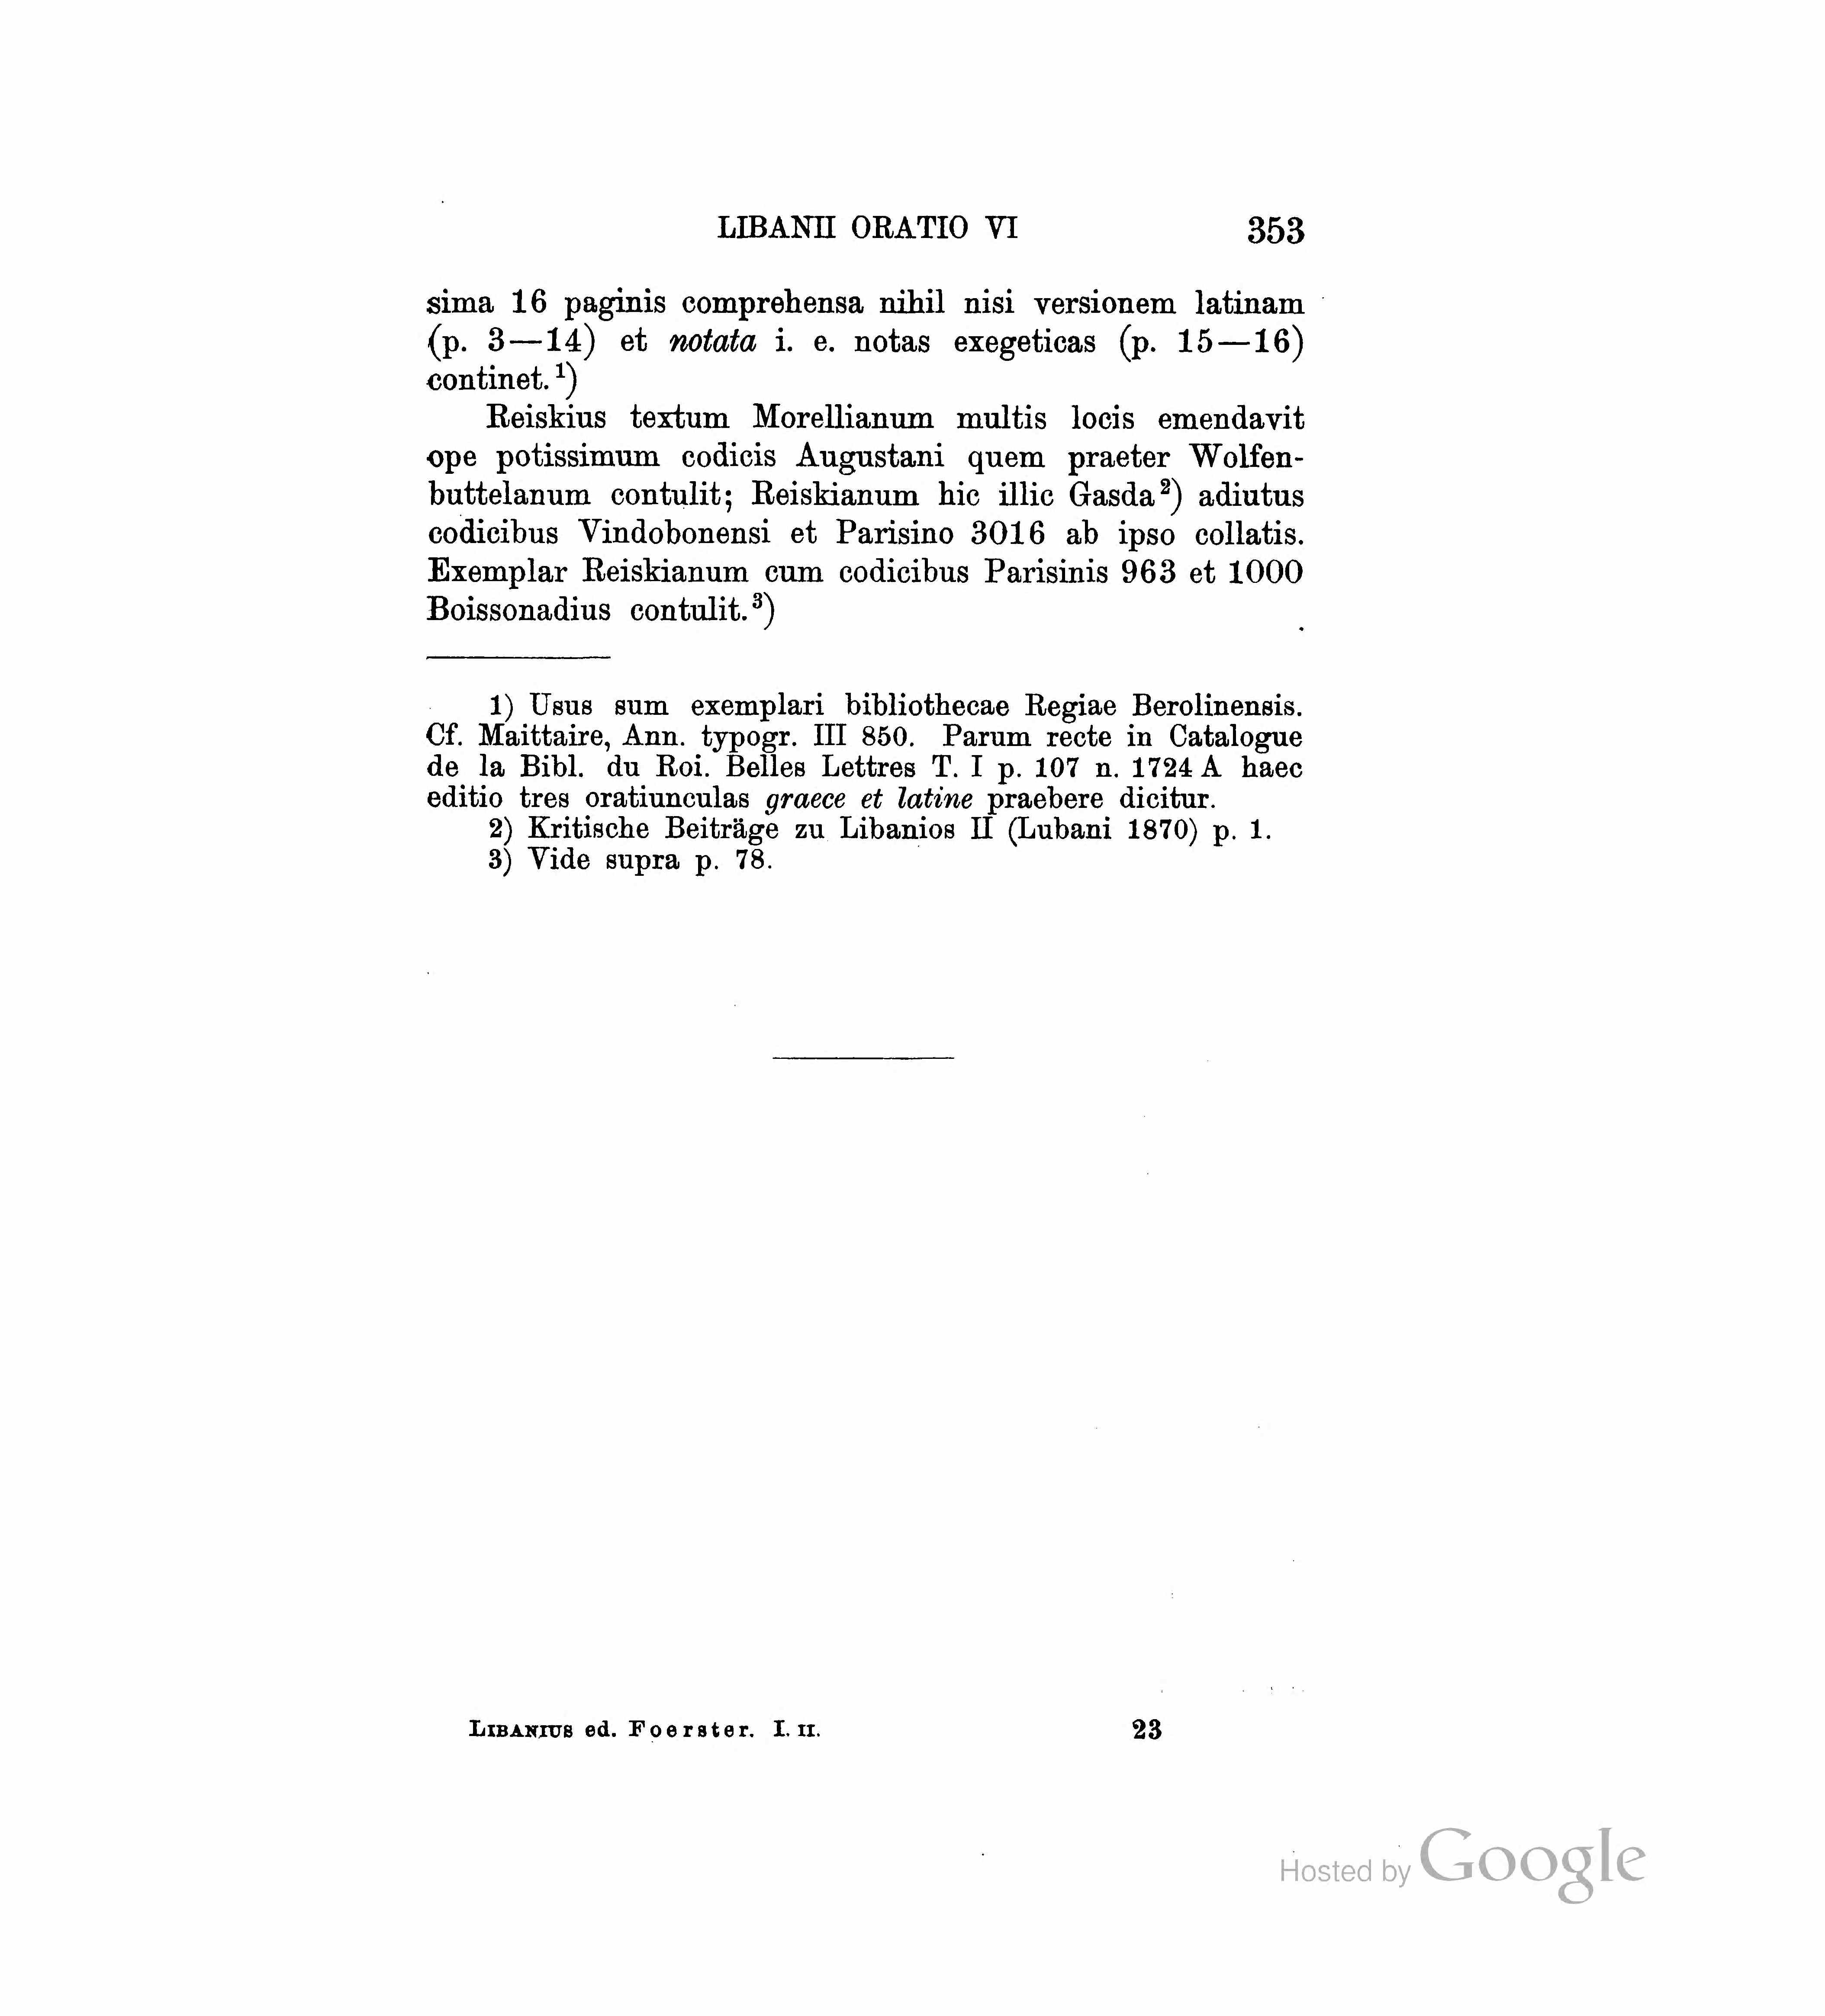 LIBANII ORATIO VI 353
sima 16 paginis comprehensa nihil nisi versionem latinam
(p. 3—14) et notata i. e. notas exegeticas (p. 15—16)
continet.¹)
Reiskius textum Morellianum multis locis emendavit
ope potissimum codicis Augustani quem praeter Wolfen-
buttelanum contulit; Reiskianum hic illic Gasda²) adiutus
codicibus Vindobonensi et Parisino 3016 ab ipso collatis.
Exemplar Reiskianum cum codicibus Parisinis 963 et 1000
Boissonadius contulit.³)
1) Usus sum exemplari bibliothecae Regiae Berolinensis.
Cf. Maittaire, Ann. typogr. III 850. Parum recte in Catalogue
de la Bibl. du Roi. Belles Lettres T. I p. 107 n. 1724 A haec
editio tres oratiunculas graece et latine praebere dicitur.
2) Kritische Beiträge zu Libanios II (Lubani 1870) p. 1.
3) Vide supra p. 78.
LIBANIUS ed. Foerster. I. II. 23
Hosted by Google